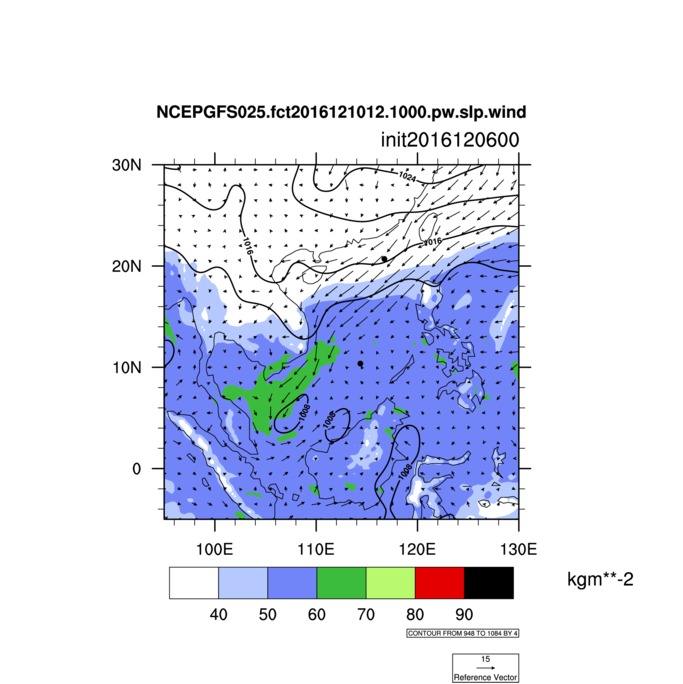 NCEPGFS025.fct2016121012.1000.pw.slp.wind
init2016120600
30N
20N
10N
0
1024
1016
1016
1008
1008
1008
100E 110E 120E 130E
kgm**-2
40 50 60 70 80 90
CONTOUR FROM 948 TO 1084 BY 4
15
Reference Vector